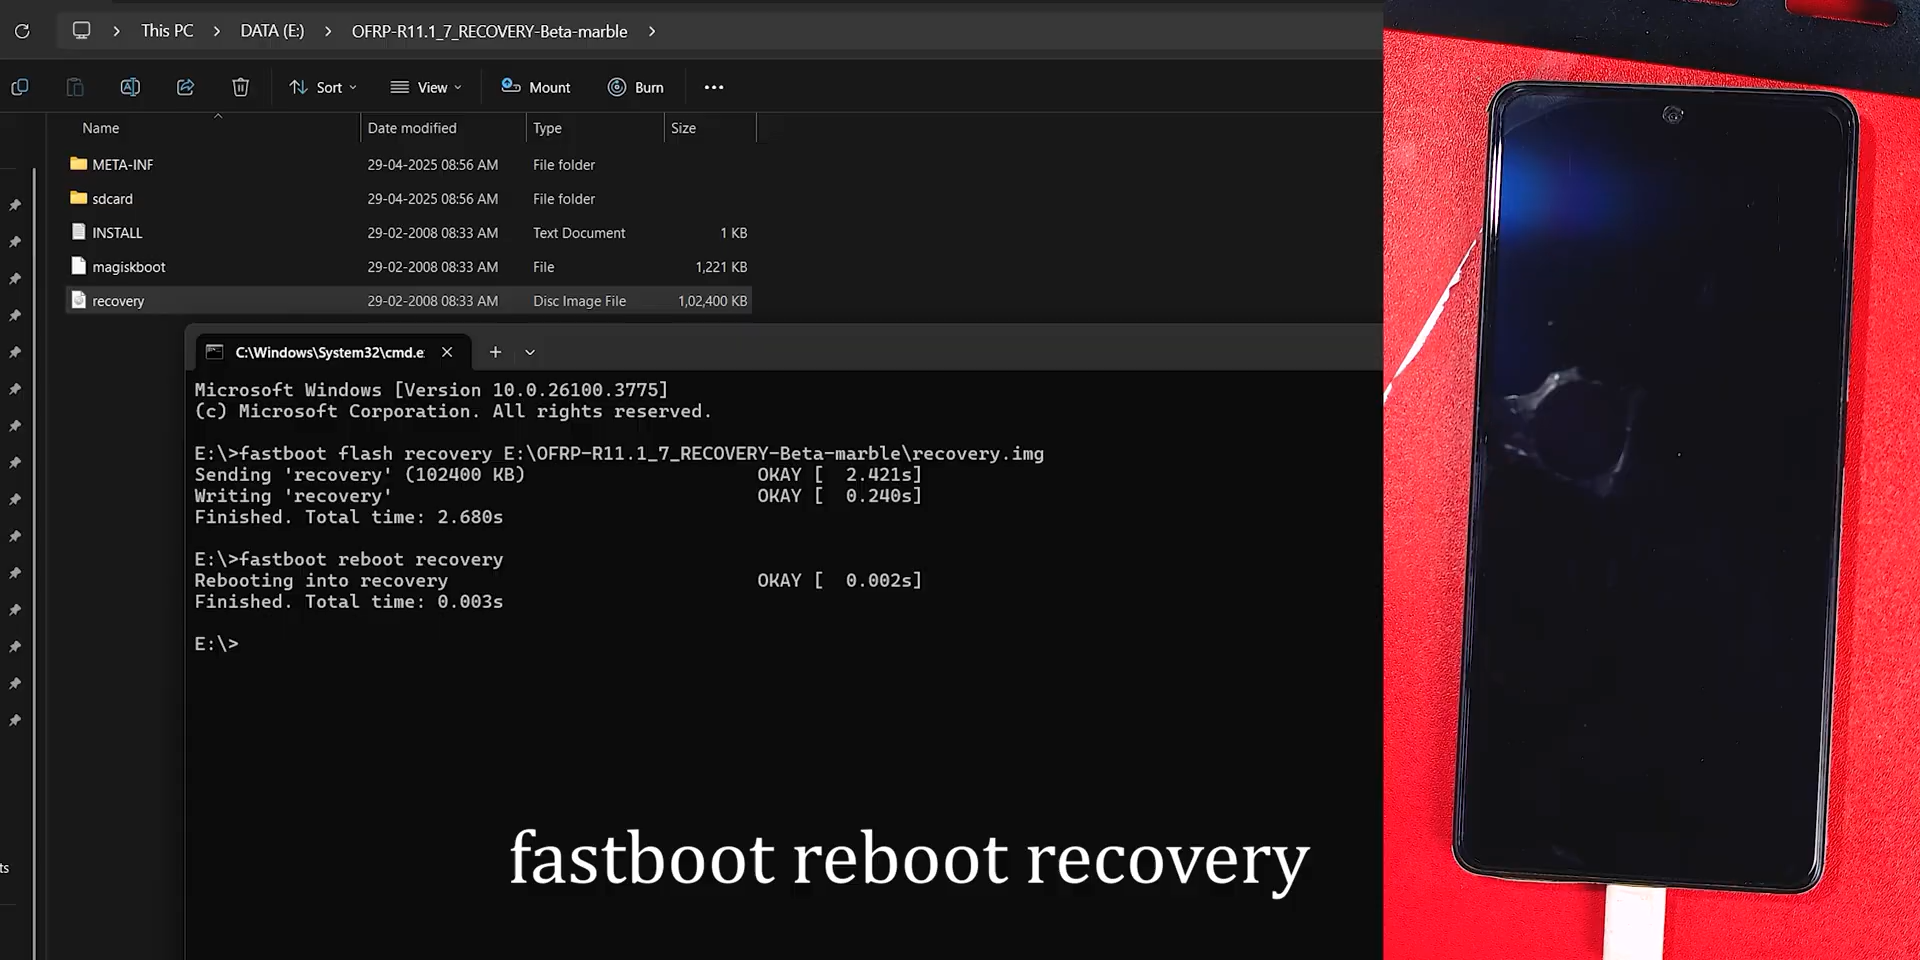 This PC > DATA (E:) > OFRP-R11.1_7_RECOVERY-Beta-marble >
Sort View Mount Burn
Name Date modified Type Size
META-INF 29-04-2025 08:56 AM File folder
sdcard 29-04-2025 08:56 AM File folder
INSTALL 29-02-2008 08:33 AM Text Document 1 KB
magiskboot 29-02-2008 08:33 AM File 1,221 KB
recovery 29-02-2008 08:33 AM Disc Image File 1,02,400 KB
C:\Windows\System32\cmd.e
Microsoft Windows [Version 10.0.26100.3775]
(c) Microsoft Corporation. All rights reserved.
E:\>fastboot flash recovery E:\OFRP-R11.1_7_RECOVERY-Beta-marble\recovery.img
Sending 'recovery' (102400 KB) OKAY [ 2.421s]
Writing 'recovery' OKAY [ 0.240s]
Finished. Total time: 2.680s
E:\>fastboot reboot recovery
Rebooting into recovery OKAY [ 0.002s]
Finished. Total time: 0.003s
E:\>
ts
fastboot reboot recovery